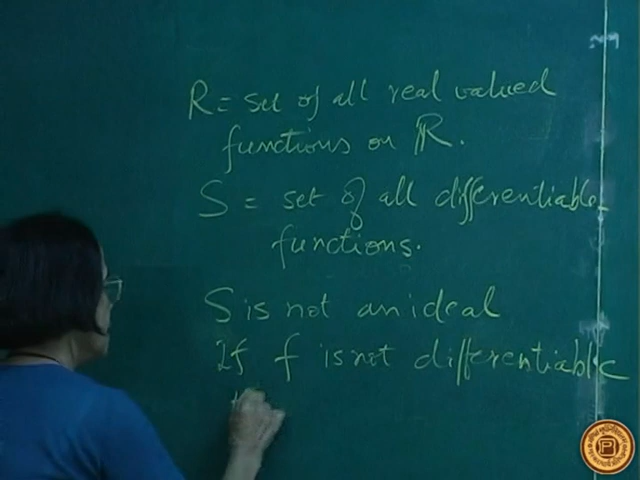 R = set of all real valued
functions on ℝ.
S = set of all differentiable
functions.
S is not an ideal
If f is not differentiable